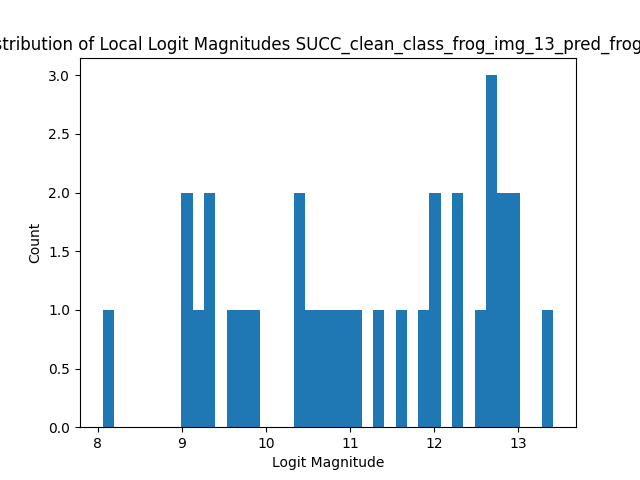 stribution of Local Logit Magnitudes SUCC_clean_class_frog_img_13_pred_frog
3.0
2.5
2.0
1.5
1.0
0.5
0.0
Count
8 9 10 11 12 13
Logit Magnitude